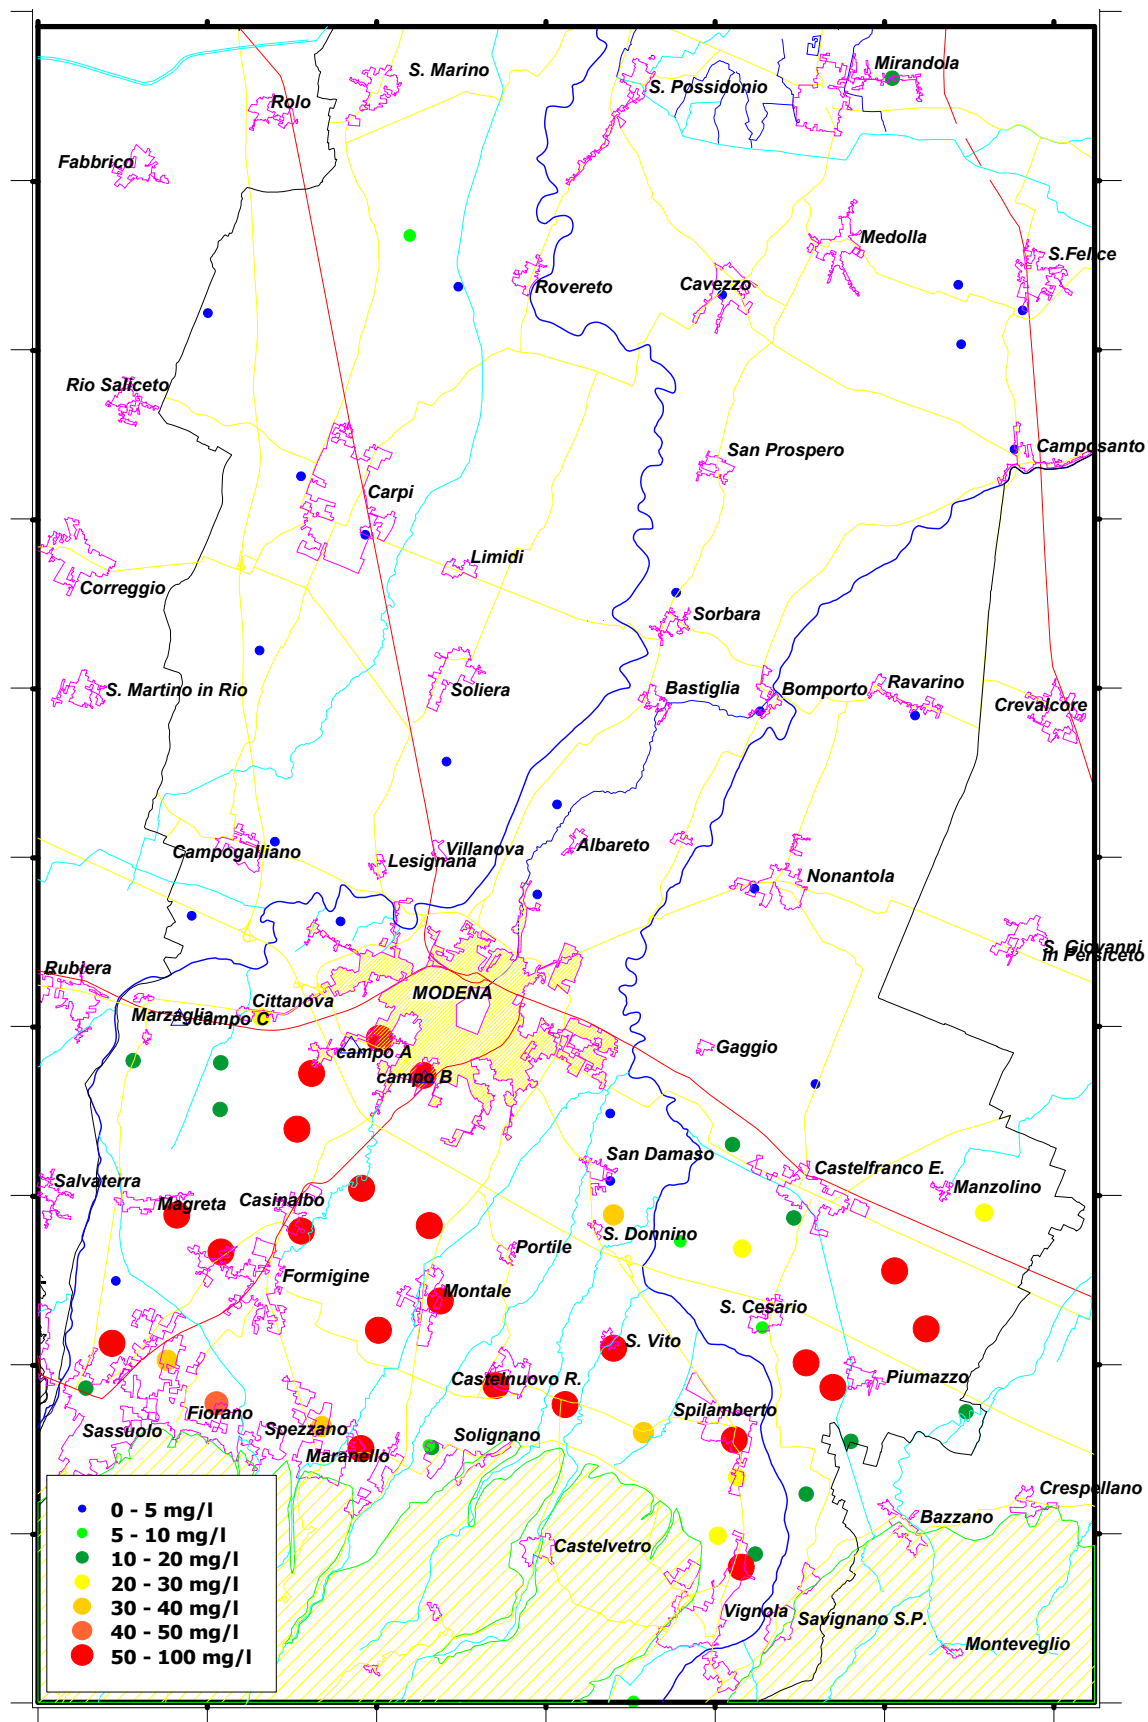 S. Marino
Mirandola
S. Possidonio
Rolo
Fabbrico
Medolla
S.Felice
Rovereto
Cavezzo
Rio Saliceto
San Prospero
Camposanto
Carpi
Limidi
Correggio
Sorbara
S. Martino in Rio
Soliera
Bastiglia
Bomporto
Ravarino
Crevalcore
Campogalliano
Lesignana
Villanova
Albareto
Nonantola
S. Giovanni
in Persiceto
Rubiera
Cittanova
MODENA
Marzaglia
campo C
campo A
Gaggio
campo B
San Damaso
Castelfranco E.
Salvaterra
Magreta
Casinalbo
Manzolino
S. Donnino
Portile
Formigine
Montale
S. Cesario
S. Vito
Castelnuovo R.
Piumazzo
Fiorano
Spilamberto
Sassuolo
Spezzano
Solignano
Maranello
Crespellano
Bazzano
Castelvetro
Vignola
Savignano S.P.
Monteveglio
0 - 5 mg/l
5 - 10 mg/l
10 - 20 mg/l
20 - 30 mg/l
30 - 40 mg/l
40 - 50 mg/l
50 - 100 mg/l